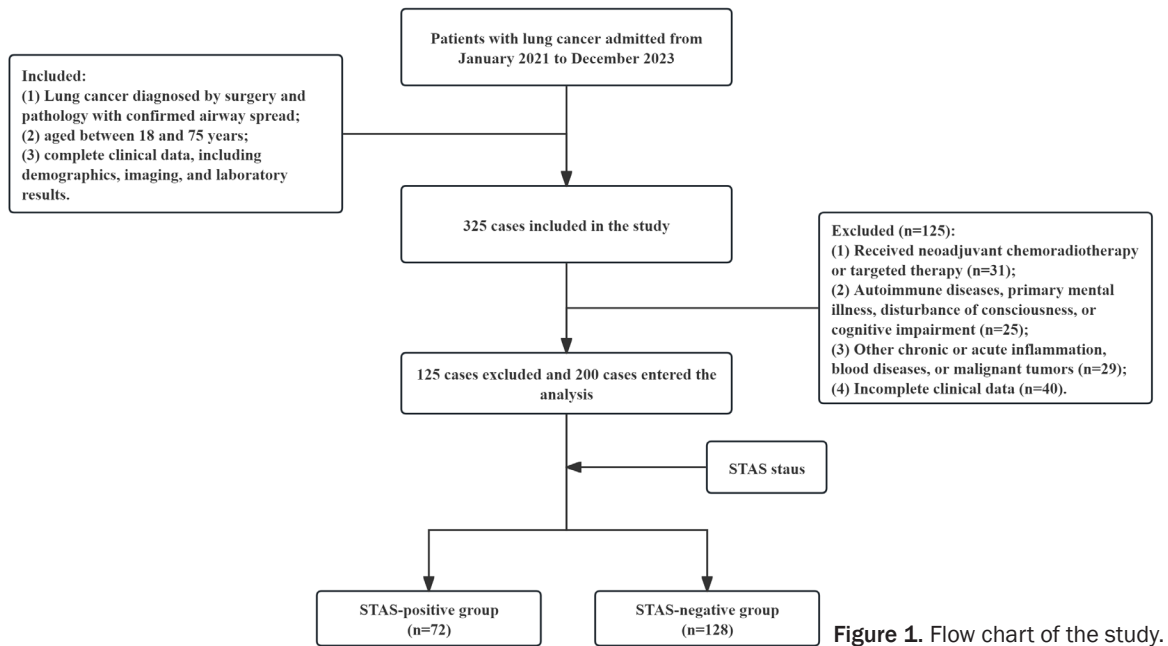 Patients with lung cancer admitted from
January 2021 to December 2023
Included:
(1) Lung cancer diagnosed by surgery and
pathology with confirmed airway spread;
(2) aged between 18 and 75 years;
(3) complete clinical data, including
demographics, imaging, and laboratory
results.
325 cases included in the study
Excluded (n=125):
(1) Received neoadjuvant chemoradiotherapy
or targeted therapy (n=31);
(2) Autoimmune diseases, primary mental
illness, disturbance of consciousness, or
cognitive impairment (n=25);
(3) Other chronic or acute inflammation,
blood diseases, or malignant tumors (n=29);
(4) Incomplete clinical data (n=40).
125 cases excluded and 200 cases entered the
analysis
STAS staus
STAS-positive group
(n=72)
STAS-negative group
(n=128)
Figure 1. Flow chart of the study.